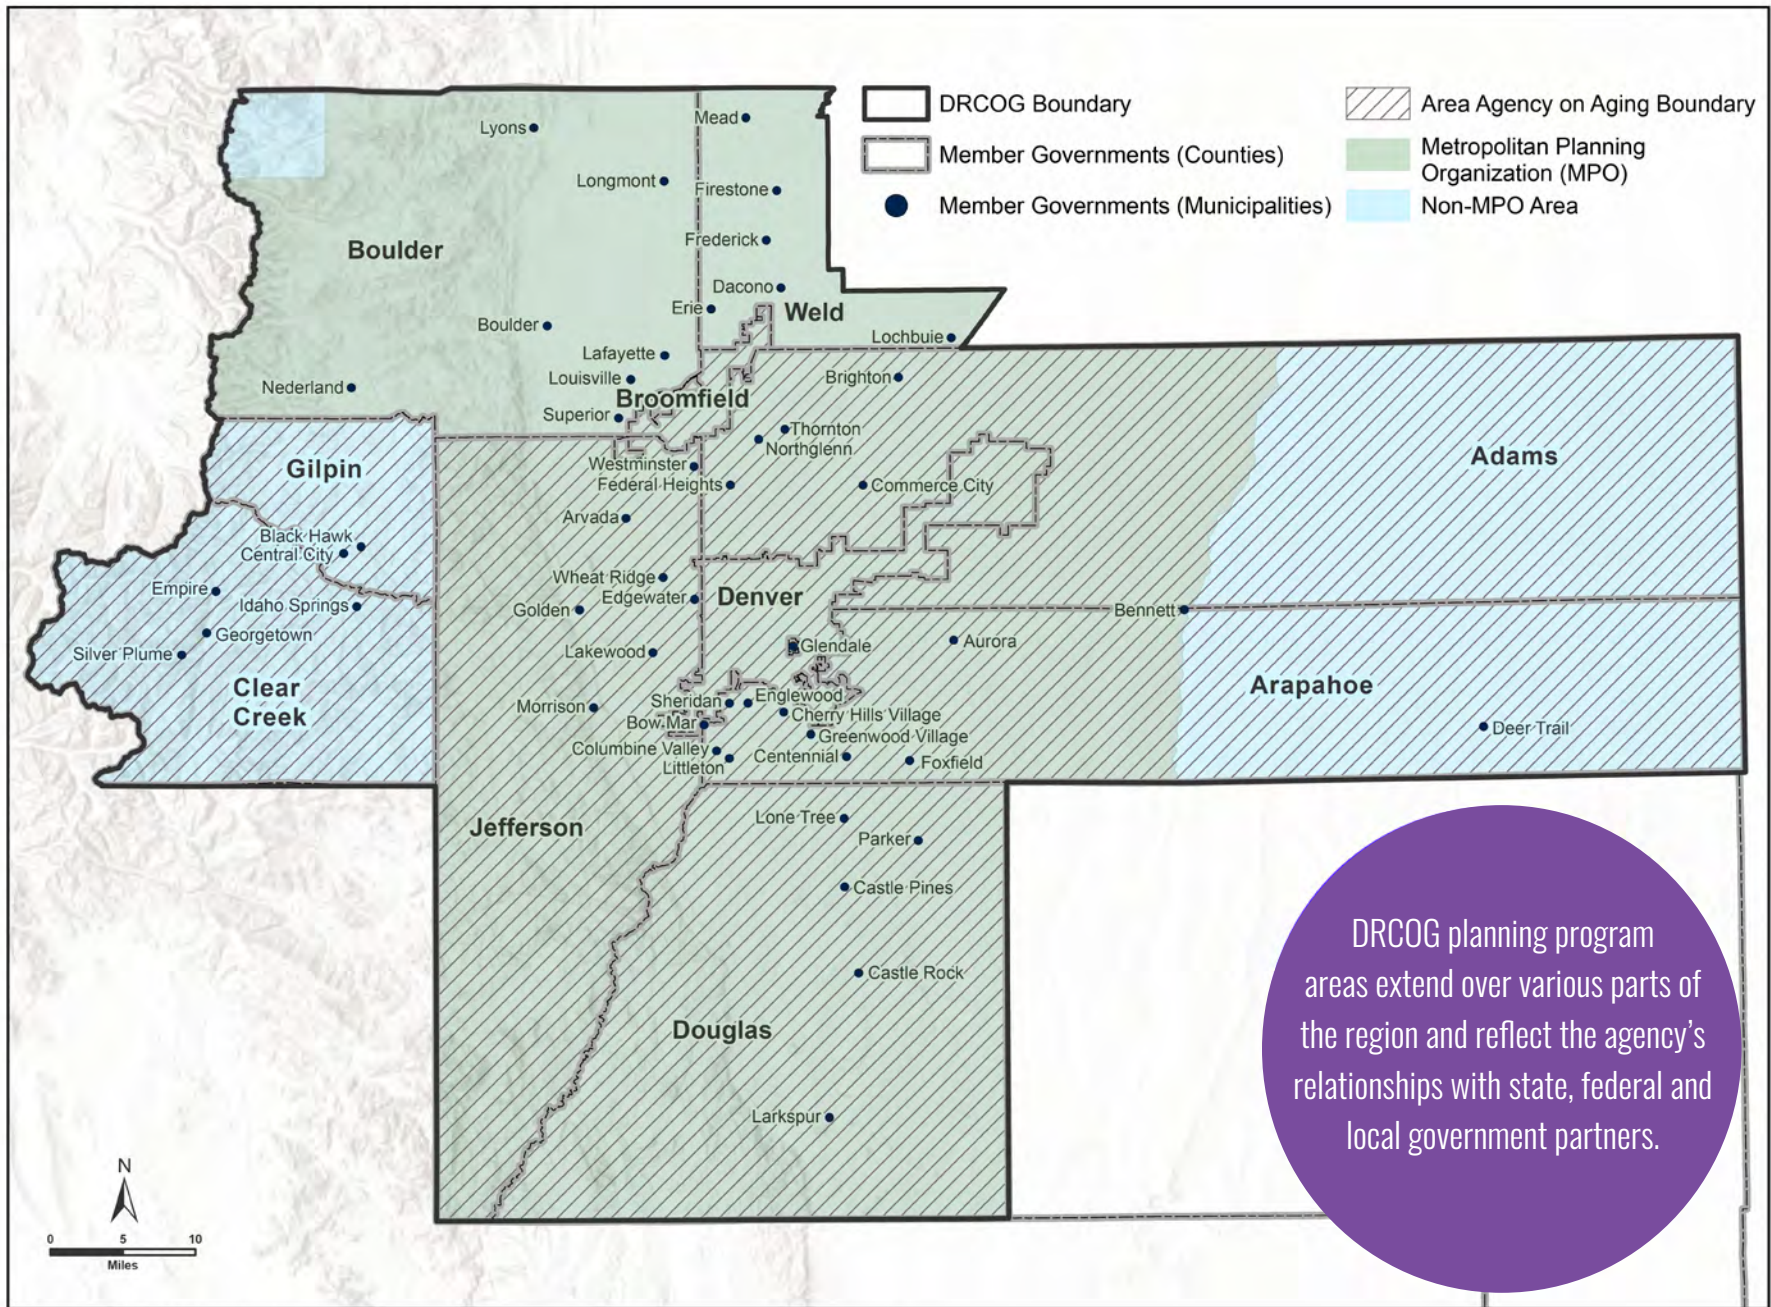 DRCOG Boundary
Member Governments (Counties)
Member Governments (Municipalities)
Area Agency on Aging Boundary
Metropolitan Planning
Organization (MPO)
Non-MPO Area
Lyons
Mead
Longmont
Firestone
Boulder
Frederick
Dacono
Erie
Weld
Boulder
Lochbuie
Lafayette
Louisville
Brighton
Nederland
Broomfield
Superior
Thornton
Northglenn
Gilpin
Westminster
Adams
Federal Heights
Commerce City
Arvada
Black Hawk
Central City
Empire
Wheat Ridge
Idaho Springs
Golden
Edgewater
Denver
Bennett
Georgetown
Silver Plume
Lakewood
Glendale
Aurora
Clear
Creek
Arapahoe
Morrison
Sheridan
Englewood
Bow Mar
Cherry Hills Village
Greenwood Village
Deer Trail
Columbine Valley
Littleton
Centennial
Foxfield
Jefferson
Lone Tree
Parker
Castle Pines
Castle Rock
Douglas
Larkspur
DRCOG planning program
areas extend over various parts of
the region and reflect the agency’s
relationships with state, federal and
local government partners.
N
0 5 10
Miles